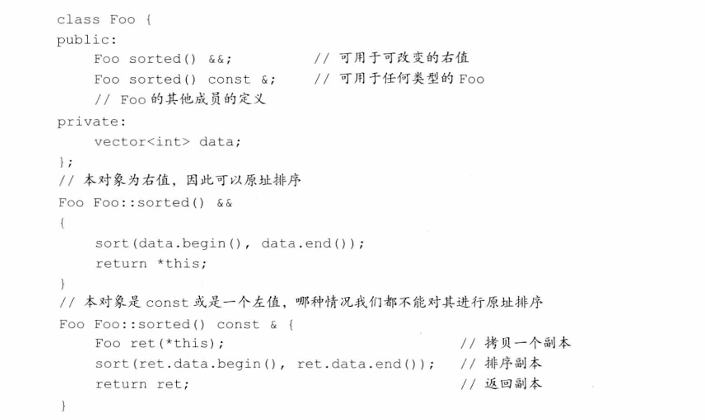 class Foo {
public:
    Foo sorted() &&;          // 可用于可改变的右值
    Foo sorted() const &;     // 可用于任何类型的 Foo
    // Foo 的其他成员的定义
private:
    vector<int> data;
};
// 本对象为右值，因此可以原址排序
Foo Foo::sorted() &&
{
    sort(data.begin(), data.end());
    return *this;
}
// 本对象是 const 或是一个左值，哪种情况我们都不能对其进行原址排序
Foo Foo::sorted() const & {
    Foo ret(*this);                             // 拷贝一个副本
    sort(ret.data.begin(), ret.data.end());   // 排序副本
    return ret;                                 // 返回副本
}